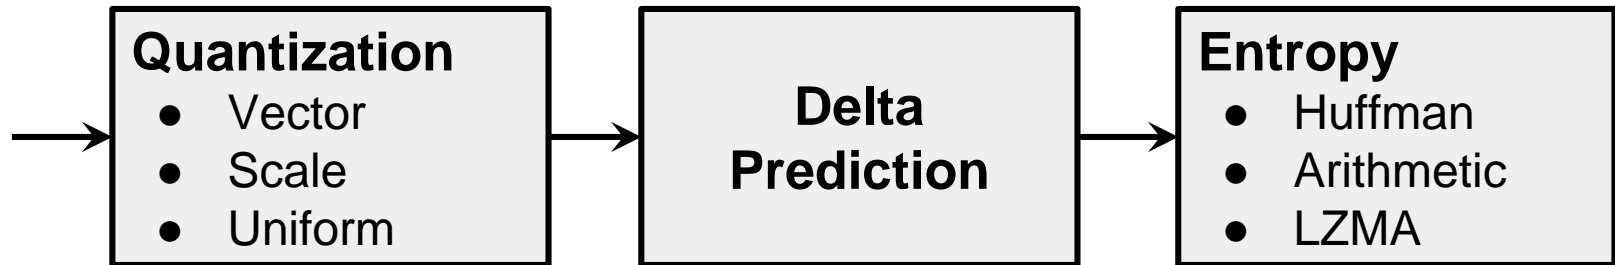 Quantization
● Vector
● Scale
● Uniform
Delta
Prediction
Entropy
● Huffman
● Arithmetic
● LZMA